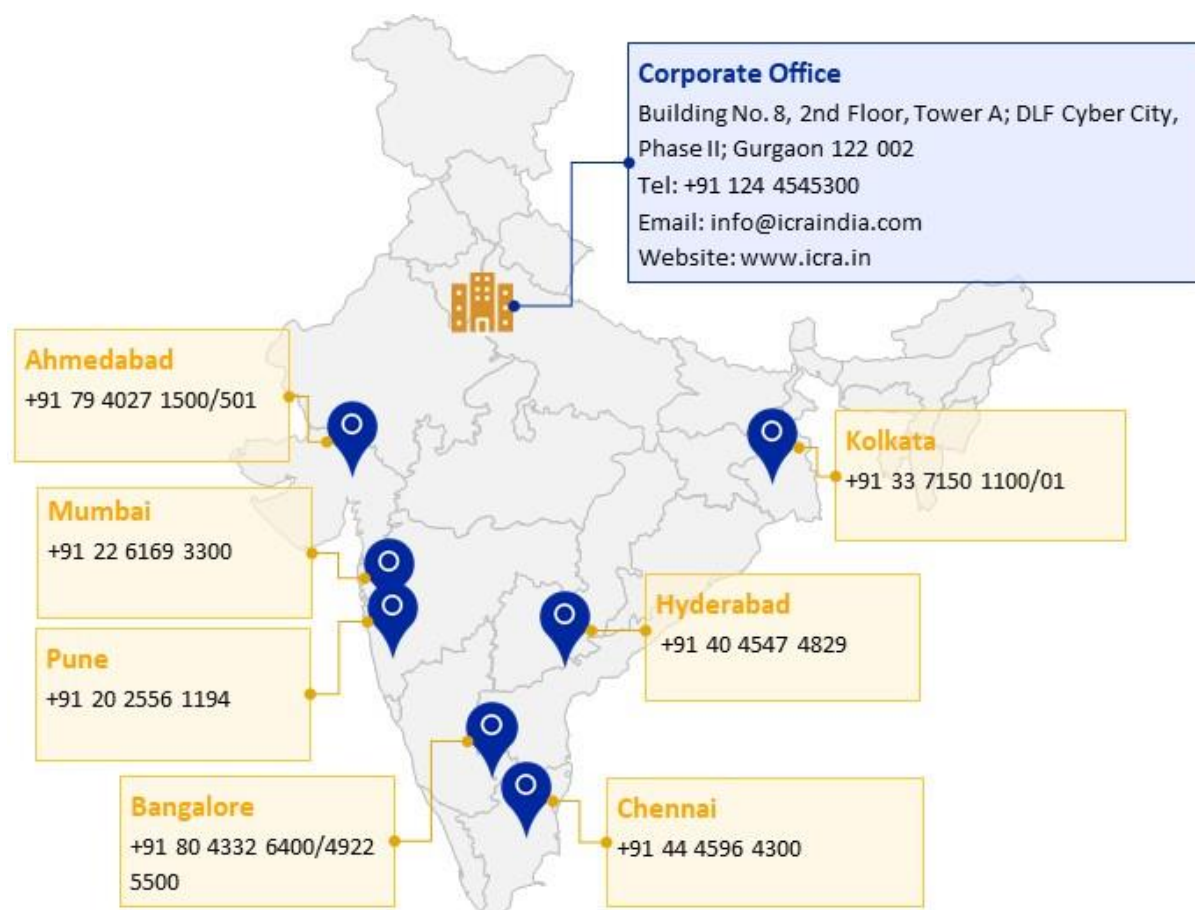 Corporate Office
Building No. 8, 2nd Floor, Tower A; DLF Cyber City,
Phase II; Gurgaon 122 002
Tel: +91 124 4545300
Email: info@icraindia.com
Website: www.icra.in
Ahmedabad
+91 79 4027 1500/501
Kolkata
+91 33 7150 1100/01
Mumbai
+91 22 6169 3300
Hyderabad
+91 40 4547 4829
Pune
+91 20 2556 1194
Bangalore
+91 80 4332 6400/4922
5500
Chennai
+91 44 4596 4300